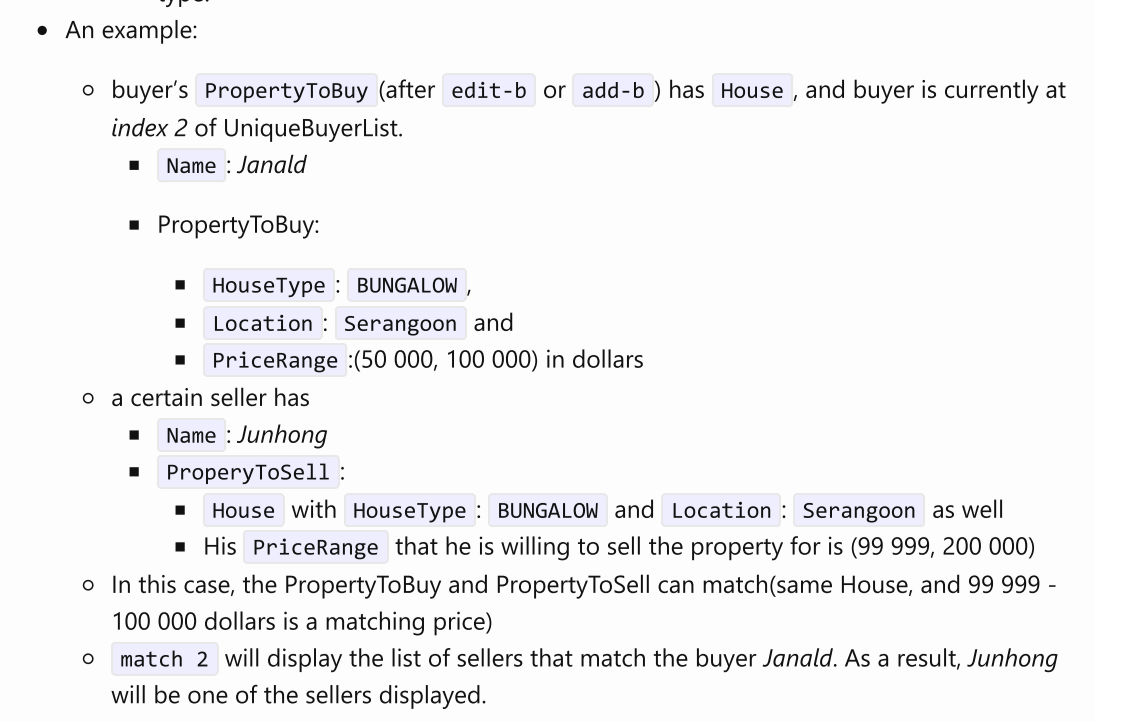 type.
An example:
buyer’s PropertyToBuy (after edit-b or add-b) has House, and buyer is currently at
index 2 of UniqueBuyerList.
Name: Janald
PropertyToBuy:
HouseType: BUNGALOW,
Location: Serangoon and
PriceRange:(50 000, 100 000) in dollars
a certain seller has
Name: Junhong
ProperyToSell:
House with HouseType: BUNGALOW and Location: Serangoon as well
His PriceRange that he is willing to sell the property for is (99 999, 200 000)
In this case, the PropertyToBuy and PropertyToSell can match(same House, and 99 999 -
100 000 dollars is a matching price)
match 2 will display the list of sellers that match the buyer Janald. As a result, Junhong
will be one of the sellers displayed.